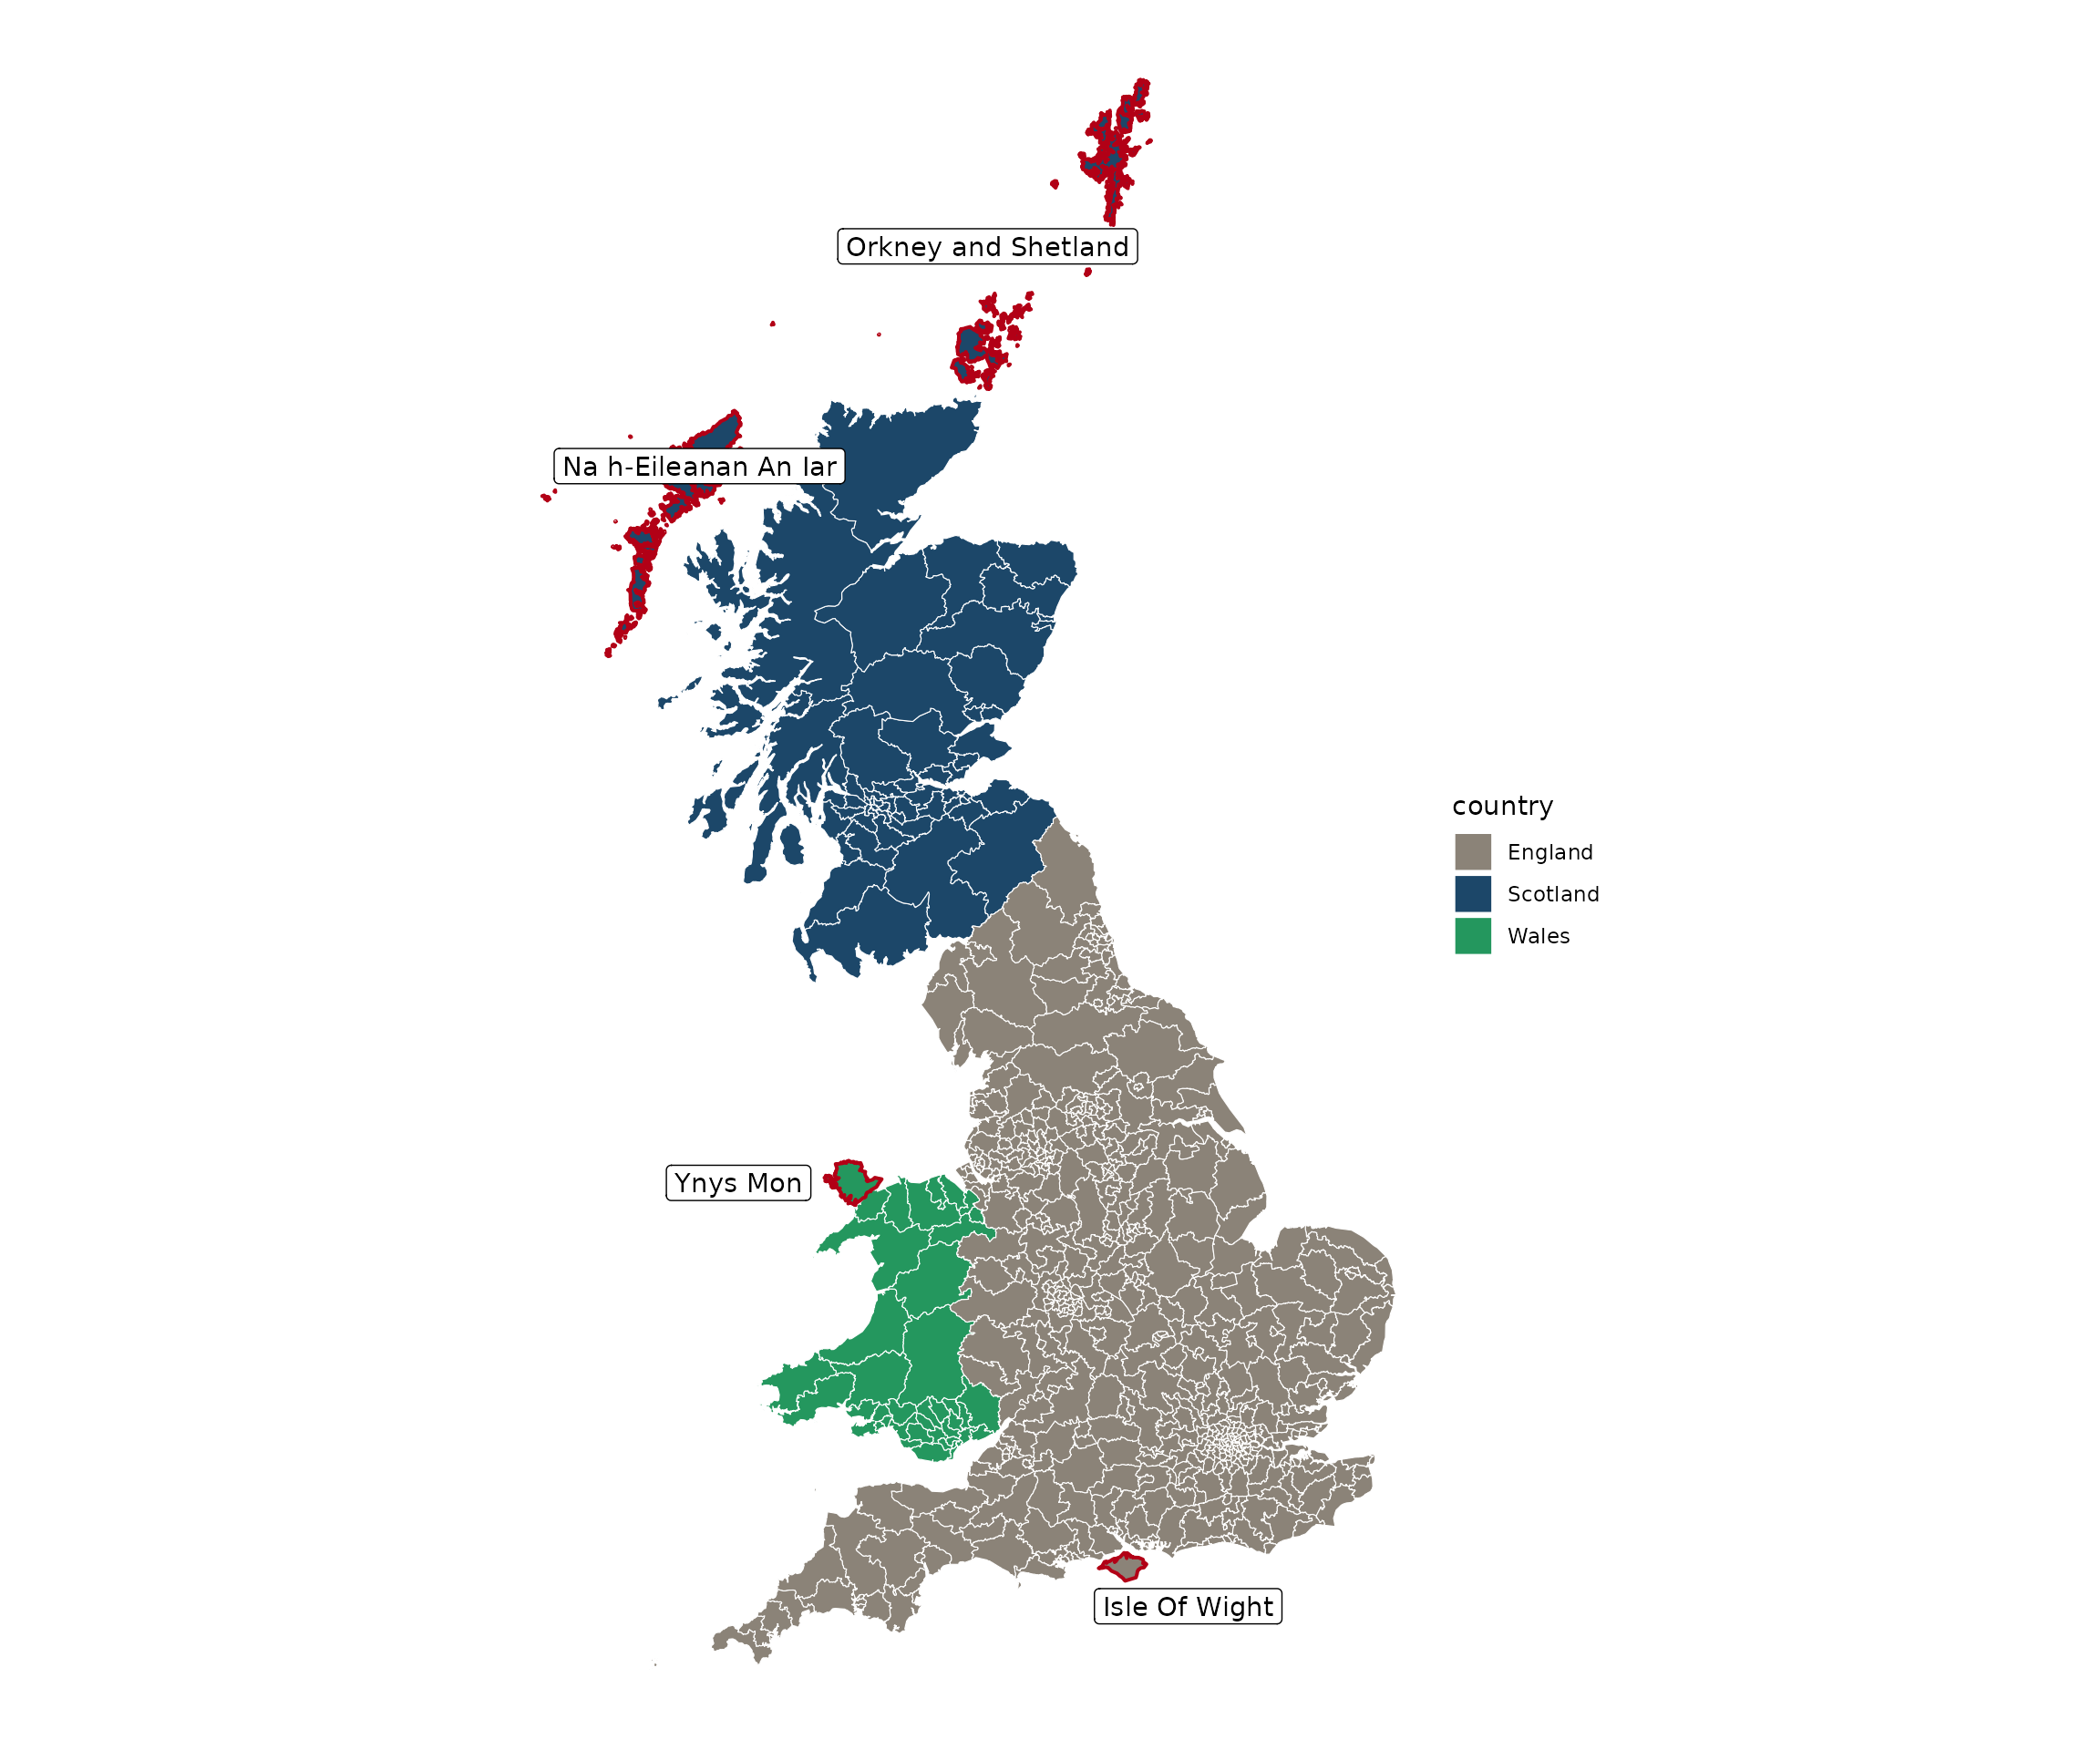 Orkney and Shetland
Na h-Eileanan An Iar
country
England
Scotland
Wales
Ynys Mon
Isle Of Wight